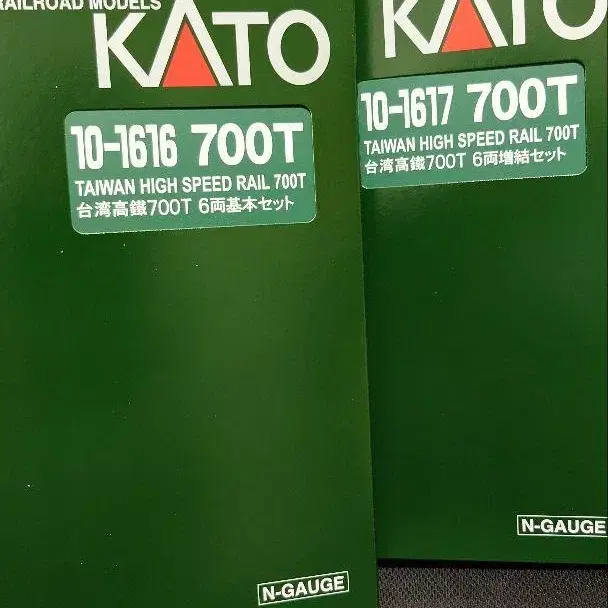 RAILROAD MODELS
KATO
10-1616 700T
TAIWAN HIGH SPEED RAIL 700T
台湾高鐵700T 6両基本セット
N-GAUGE
KATO
10-1617 700T
TAIWAN HIGH SPEED RAIL 700T
台湾高鐵700T 6両増結セット
N-GAUGE